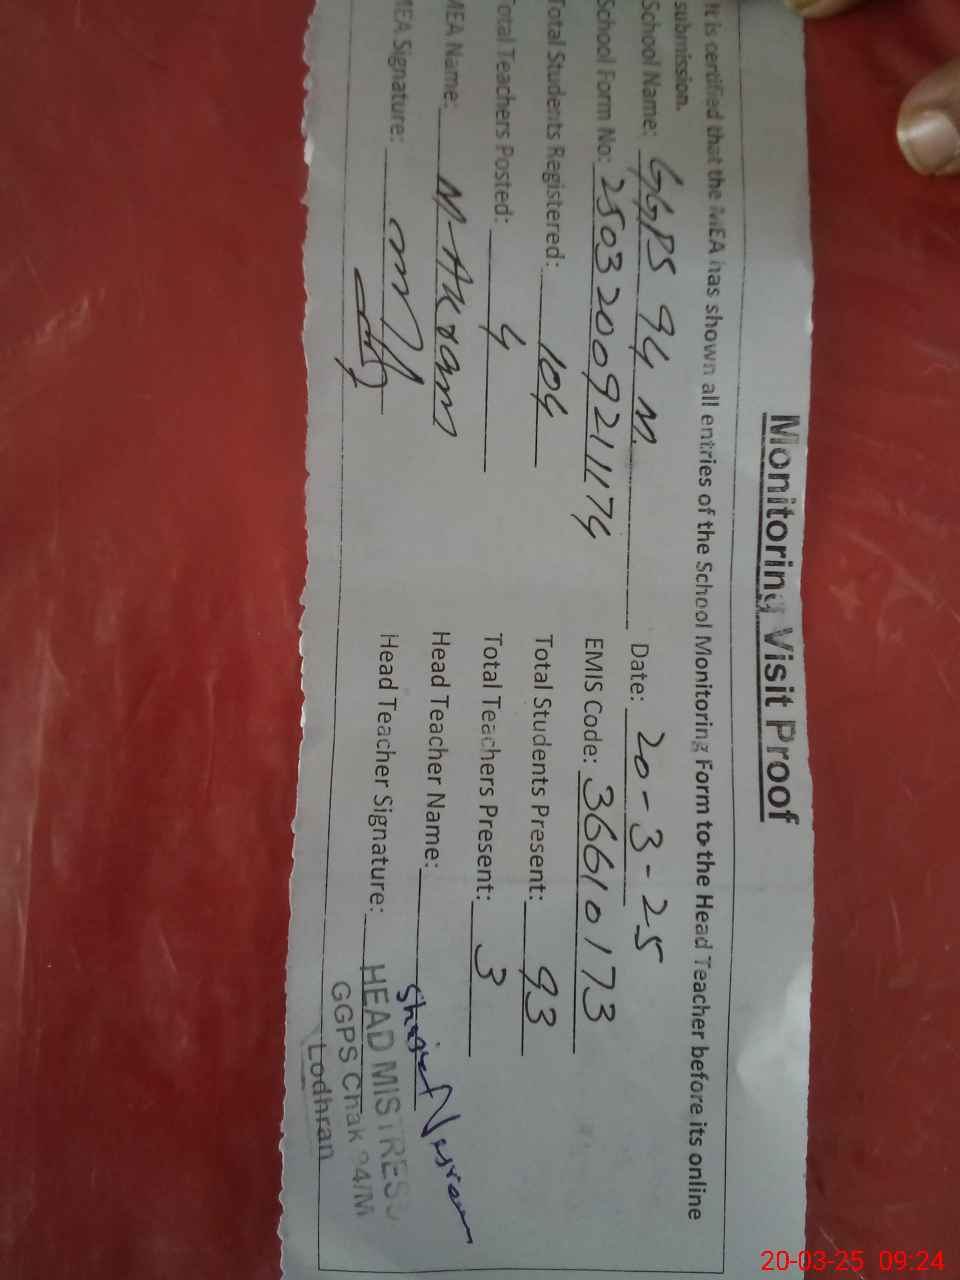 Monitoring Visit Proof
It is certified that the MEA has shown all entries of the School Monitoring Form to the Head Teacher before its online
submission.
School Name: GGPS 94 M. Date: 20-3-25
School Form No: 25032009211174 EMIS Code: 36610173
Total Students Registered: 104 Total Students Present: 93
Total Teachers Posted: 4 Total Teachers Present: 3
MEA Name: M-Akram Head Teacher Name:
MEA Signature: Head Teacher Signature:
HEAD MISTRESS
GGPS Chak 94/M
Lodhran
20-03-25 09:24